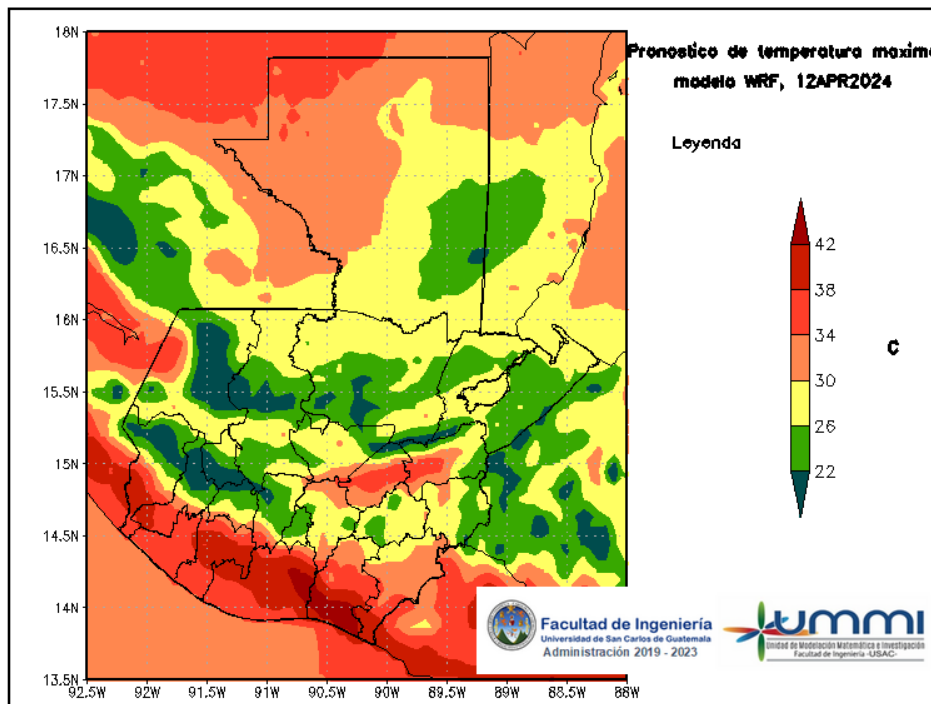 Pronostico de temperatura maxim
modelo WRF, 12APR2024
Leyenda
42
38
34
30
26
22
C
18N
17.5N
17N
16.5N
16N
15.5N
15N
14.5N
14N
13.5N
92.5W 92W 91.5W 91W 90.5W 90W 89.5W 89W 88.5W 88W
Facultad de Ingeniería
Universidad de San Carlos de Guatemala
Administración 2019 - 2023
ummi
Unidad de Modelación Matemática e Investigación
Facultad de Ingeniería -USAC-